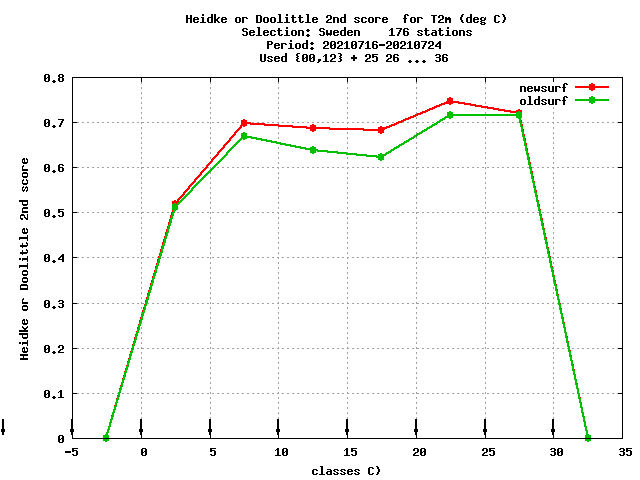 Heidke or Doolittle 2nd score  for T2m (deg C)
Selection: Sweden    176 stations
Period: 20210716-20210724
Used {00,12} + 25 26 ... 36
newsurf
oldsurf
0.8
0.7
0.6
0.5
0.4
0.3
0.2
0.1
0
Heidke or Doolittle 2nd score
-5 0 5 10 15 20 25 30 35
classes C)